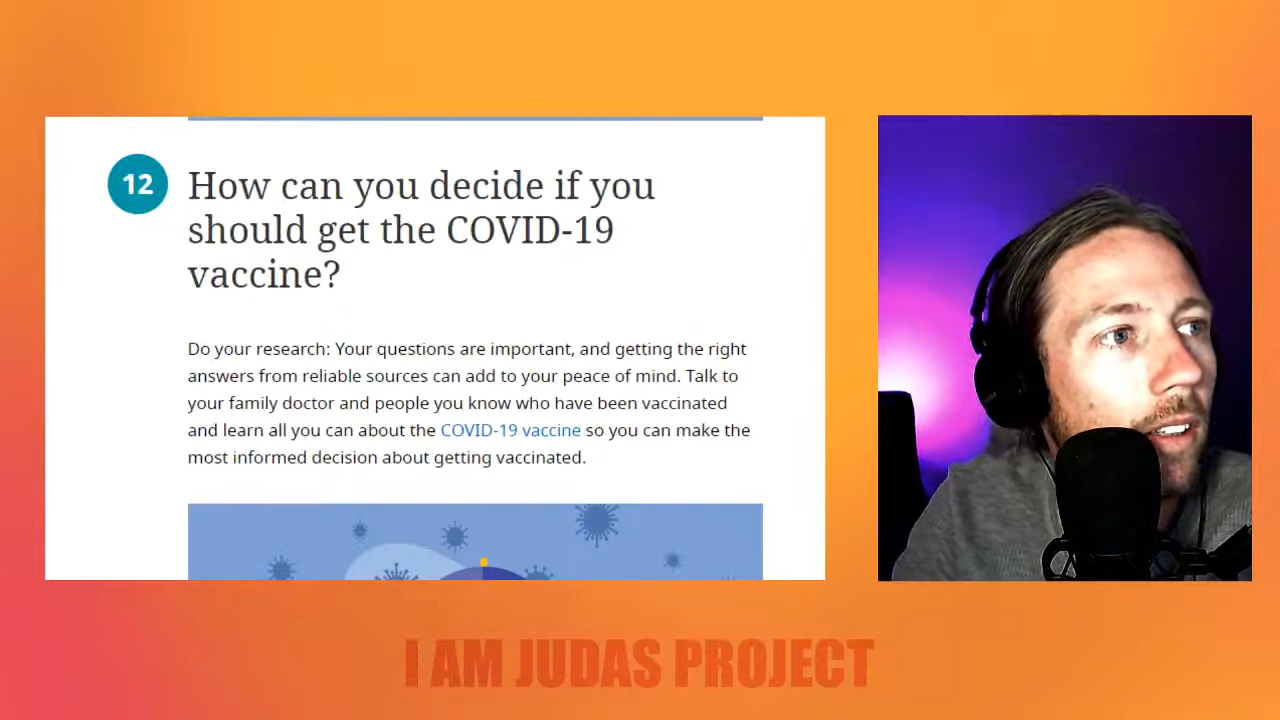 12
How can you decide if you
should get the COVID-19
vaccine?
Do your research: Your questions are important, and getting the right
answers from reliable sources can add to your peace of mind. Talk to
your family doctor and people you know who have been vaccinated
and learn all you can about the COVID-19 vaccine so you can make the
most informed decision about getting vaccinated.
I AM JUDAS PROJECT